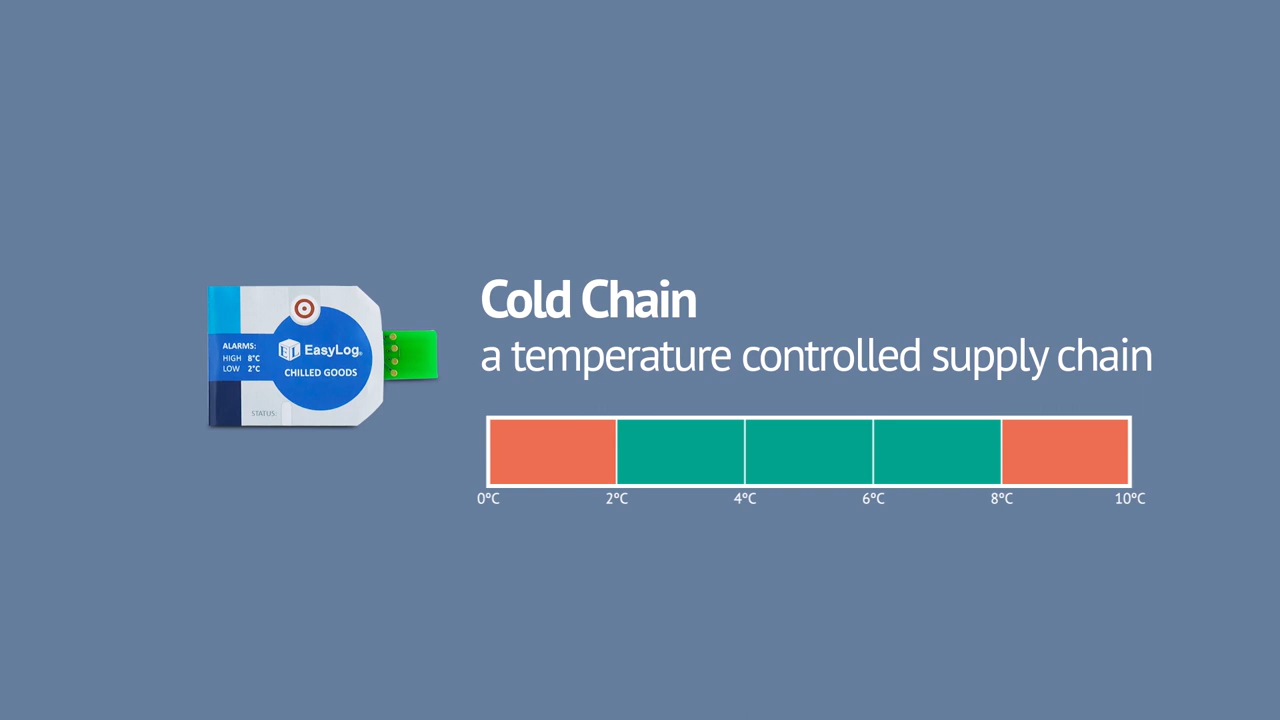 Cold Chain
a temperature controlled supply chain
ALARMS:
HIGH 8°C
LOW 2°C
EL EasyLog®
CHILLED GOODS
STATUS:
0°C 2°C 4°C 6°C 8°C 10°C